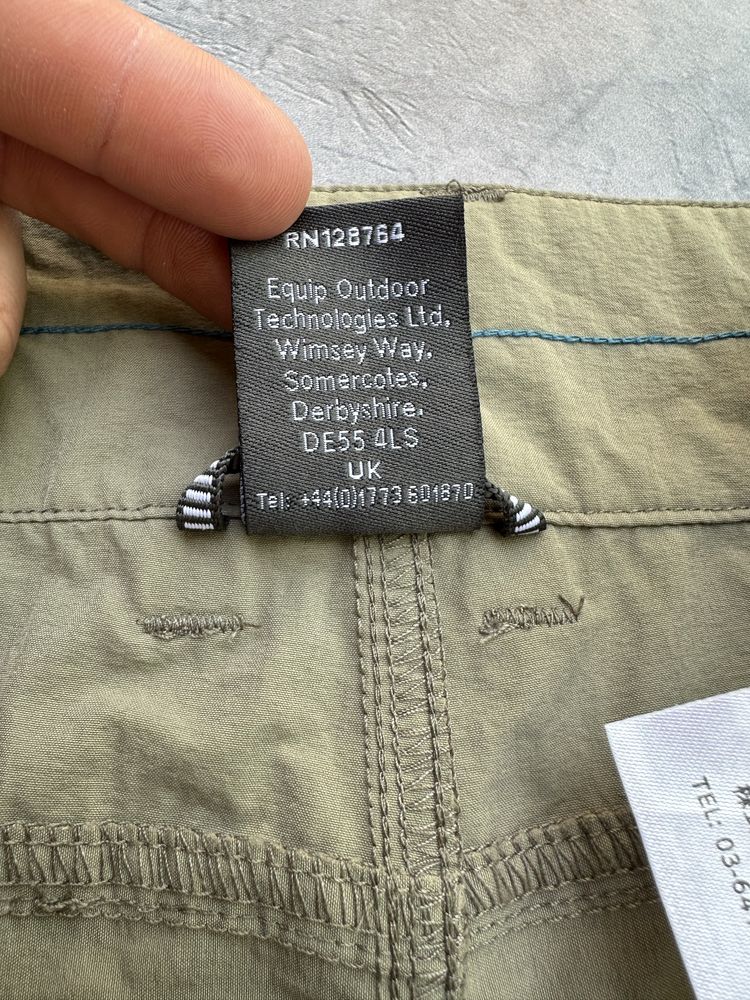 RN128764
Equip Outdoor
Technologies Ltd.
Wimsey Way,
Somercotes,
Derbyshire,
DE55 4LS
UK
Tel: +44(0)1773 601870
TEL: 03-64